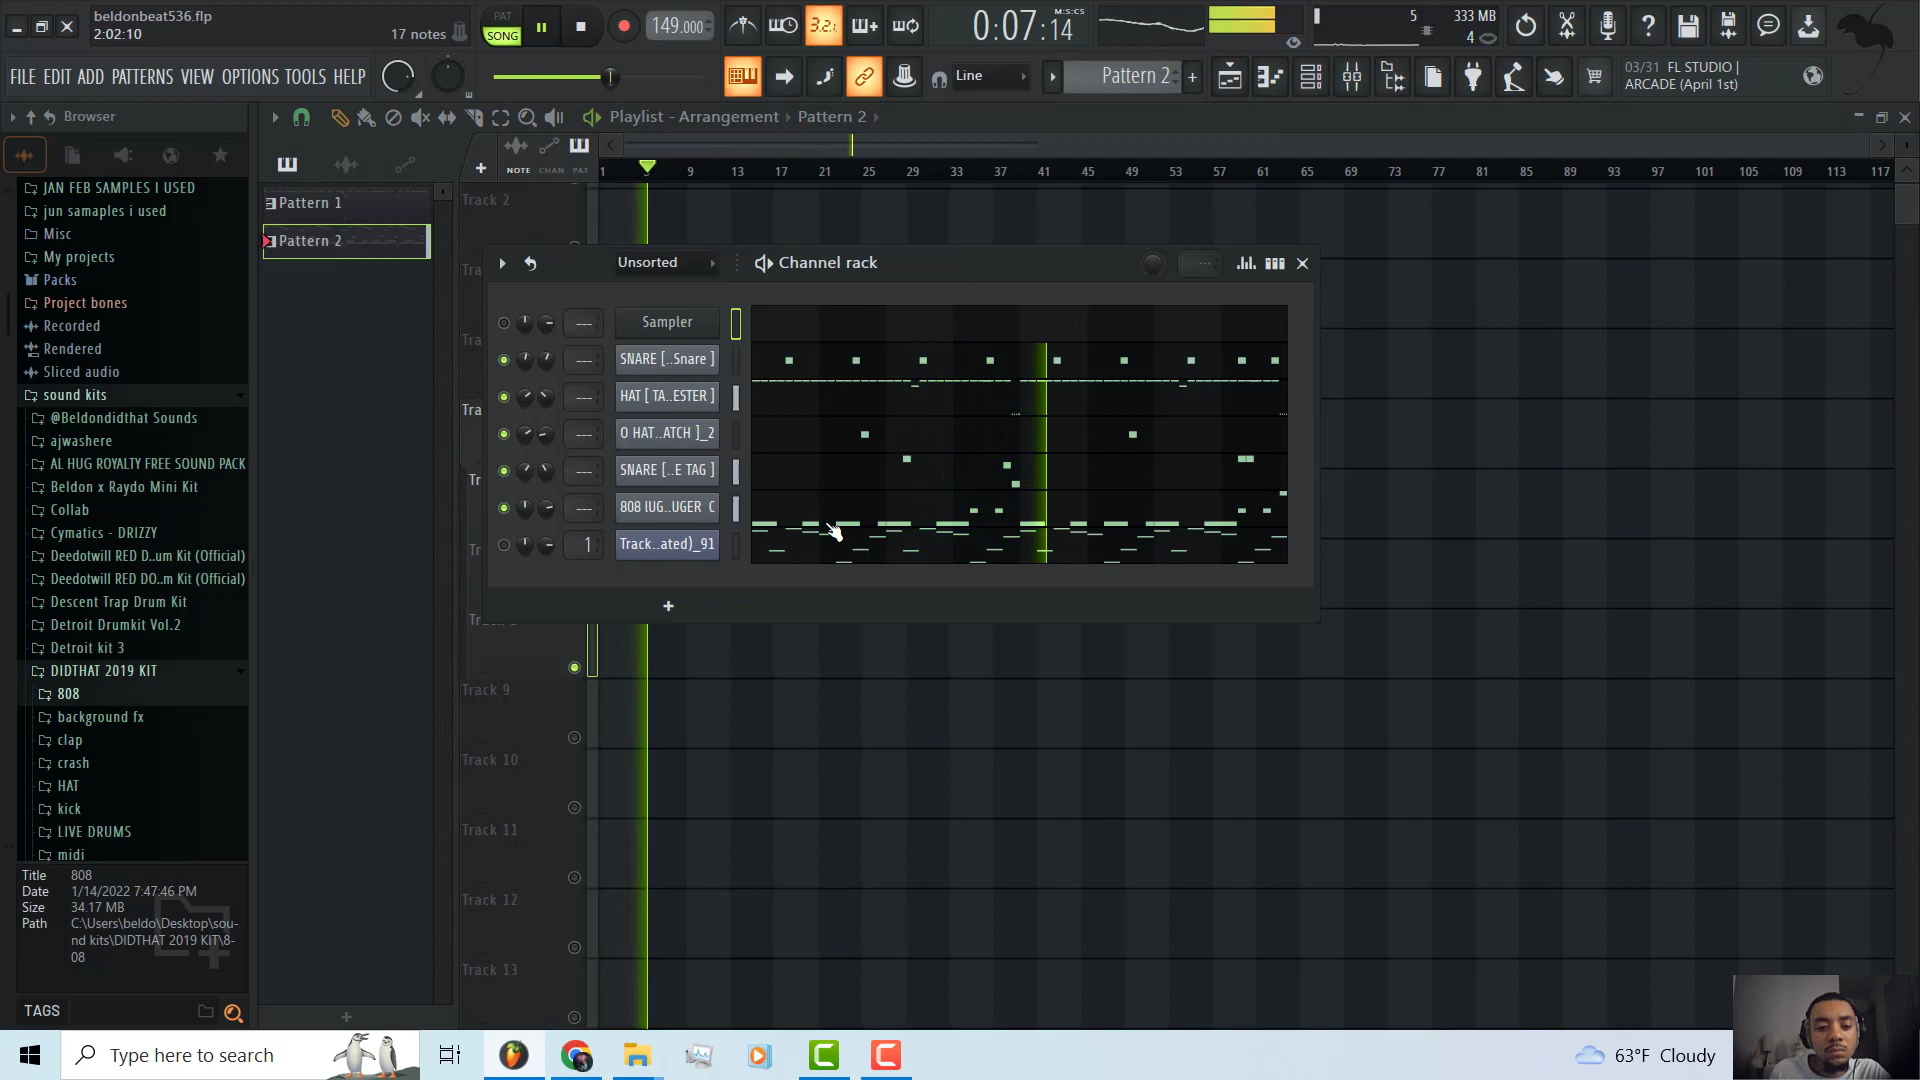 beldonbeat536.flp
2:02:10
17 notes
PAT
SONG
149.000
3.2.1
0:07:14
M:S:CS
5
333 MB
4
FILE EDIT ADD PATTERNS VIEW OPTIONS TOOLS HELP
Line
Pattern 2
03/31 FL STUDIO |
ARCADE (April 1st)
Browser
Playlist - Arrangement
Pattern 2
NOTE
CHAN
PAT
1 9 13 17 21 25 29 33 37 41 45 49 53 57 61 65 69 73 77 81 85 89 93 97 101 105 109 113 117
JAN FEB SAMPLES I USED
jun samaples i used
Misc
My projects
Packs
Project bones
Recorded
Rendered
Sliced audio
sound kits
@Beldondidthat Sounds
ajwashere
AL HUG ROYALTY FREE SOUND PACK
Beldon x Raydo Mini Kit
Collab
Cymatics - DRIZZY
Deedotwill RED D..um Kit (Official)
Deedotwill RED DO..m Kit (Official)
Descent Trap Drum Kit
Detroit Drumkit Vol.2
Detroit kit 3
DIDTHAT 2019 KIT
808
background fx
clap
crash
HAT
kick
LIVE DRUMS
midi
Pattern 1
Pattern 2
Track 2
Unsorted
Channel rack
Sampler
SNARE [..Snare ]
HAT [ TA..ESTER ]
O HAT..ATCH ]_2
SNARE [..E TAG ]
808 lUG..UGER C
1
Track..ated)_91
Track 9
Track 10
Track 11
Track 12
Track 13
Title 808
Date 1/14/2022 7:47:46 PM
Size 34.17 MB
Path C:\Users\beldo\Desktop\sou-
nd kits\DIDTHAT 2019 KIT\8-
08
TAGS
Type here to search
63°F Cloudy